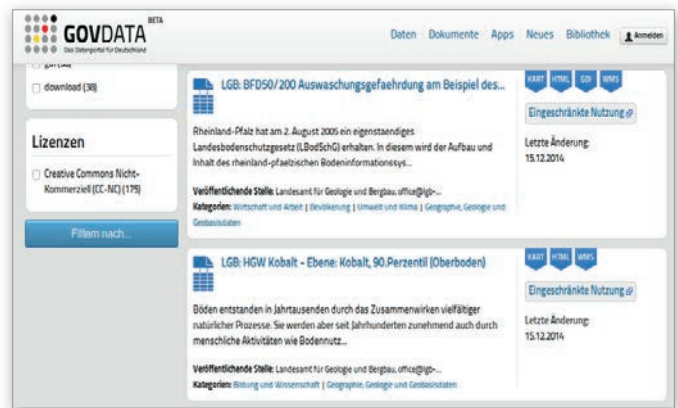 GOVDATA BETA
Das Datenportal für Deutschland
Daten Dokumente Apps Neues Bibliothek Anmelden
download (38)
Lizenzen
Creative Commons Nicht-
Kommerziell (CC-NC) (175)
Filtern nach...
LGB: BFD50/200 Auswaschungsgefaehrdung am Beispiel des...
Rheinland-Pfalz hat am 2. August 2005 ein eigenstaendiges
Landesbodenschutzgesetz (LBodSchG) erhalten. In diesem wird der Aufbau und
Inhalt des rheinland-pfaelzischen Bodeninformationssys...
Veröffentlichende Stelle: Landesamt für Geologie und Bergbau, office@lgb-...
Kategorien: Wirtschaft und Arbeit | Bevölkerung | Umwelt und Klima | Geographie, Geologie und
Geobasisdaten
KART HTML GDI WMS
Eingeschränkte Nutzung
Letzte Änderung:
15.12.2014
LGB: HGW Kobalt - Ebene: Kobalt, 90.Perzentil (Oberboden)
Böden entstanden in Jahrtausenden durch das Zusammenwirken vielfältiger
natürlicher Prozesse. Sie werden aber seit Jahrhunderten zunehmend auch durch
menschliche Aktivitäten wie Bodennutz...
Veröffentlichende Stelle: Landesamt für Geologie und Bergbau, office@lgb-...
Kategorien: Bildung und Wissenschaft | Geographie, Geologie und Geobasisdaten
KART HTML WMS
Eingeschränkte Nutzung
Letzte Änderung:
15.12.2014